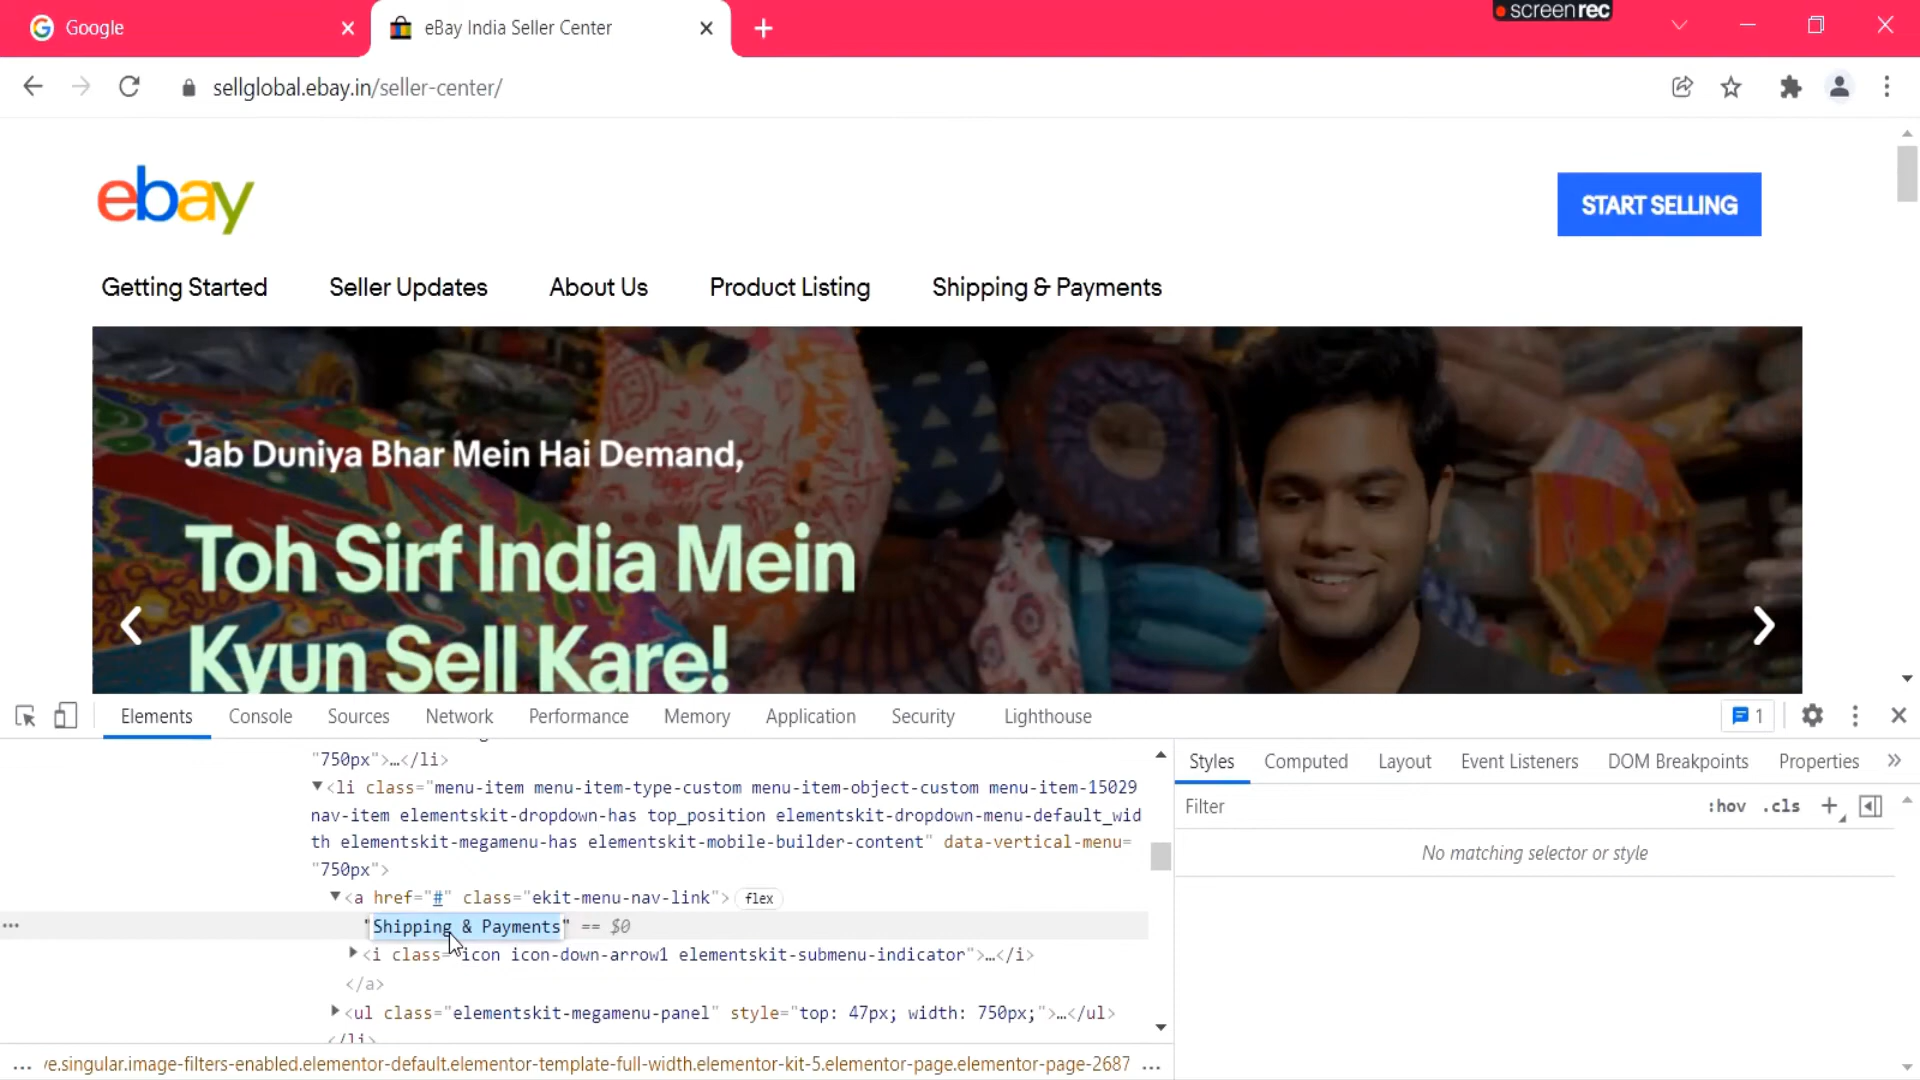 Google
eBay India Seller Center
screenrec
sellglobal.ebay.in/seller-center/
ebay
START SELLING
Getting Started
Seller Updates
About Us
Product Listing
Shipping & Payments
Jab Duniya Bhar Mein Hai Demand,
Toh Sirf India Mein
Kyun Sell Kare!
Elements
Console
Sources
Network
Performance
Memory
Application
Security
Lighthouse
1
"750px">…</li>
<li class="menu-item menu-item-type-custom menu-item-object-custom menu-item-15029
nav-item elementskit-dropdown-has top_position elementskit-dropdown-menu-default_wid
th elementskit-megamenu-has elementskit-mobile-builder-content" data-vertical-menu=
"750px">
<a href="#" class="ekit-menu-nav-link"> flex
"Shipping & Payments" == $0
<i class="icon icon-down-arrow1 elementskit-submenu-indicator">…</i>
</a>
<ul class="elementskit-megamenu-panel" style="top: 47px; width: 750px;">…</ul>
</li>
… ve.singular.image-filters-enabled.elementor-default.elementor-template-full-width.elementor-kit-5.elementor-page.elementor-page-2687 …
Styles
Computed
Layout
Event Listeners
DOM Breakpoints
Properties
Filter
:hov .cls
No matching selector or style